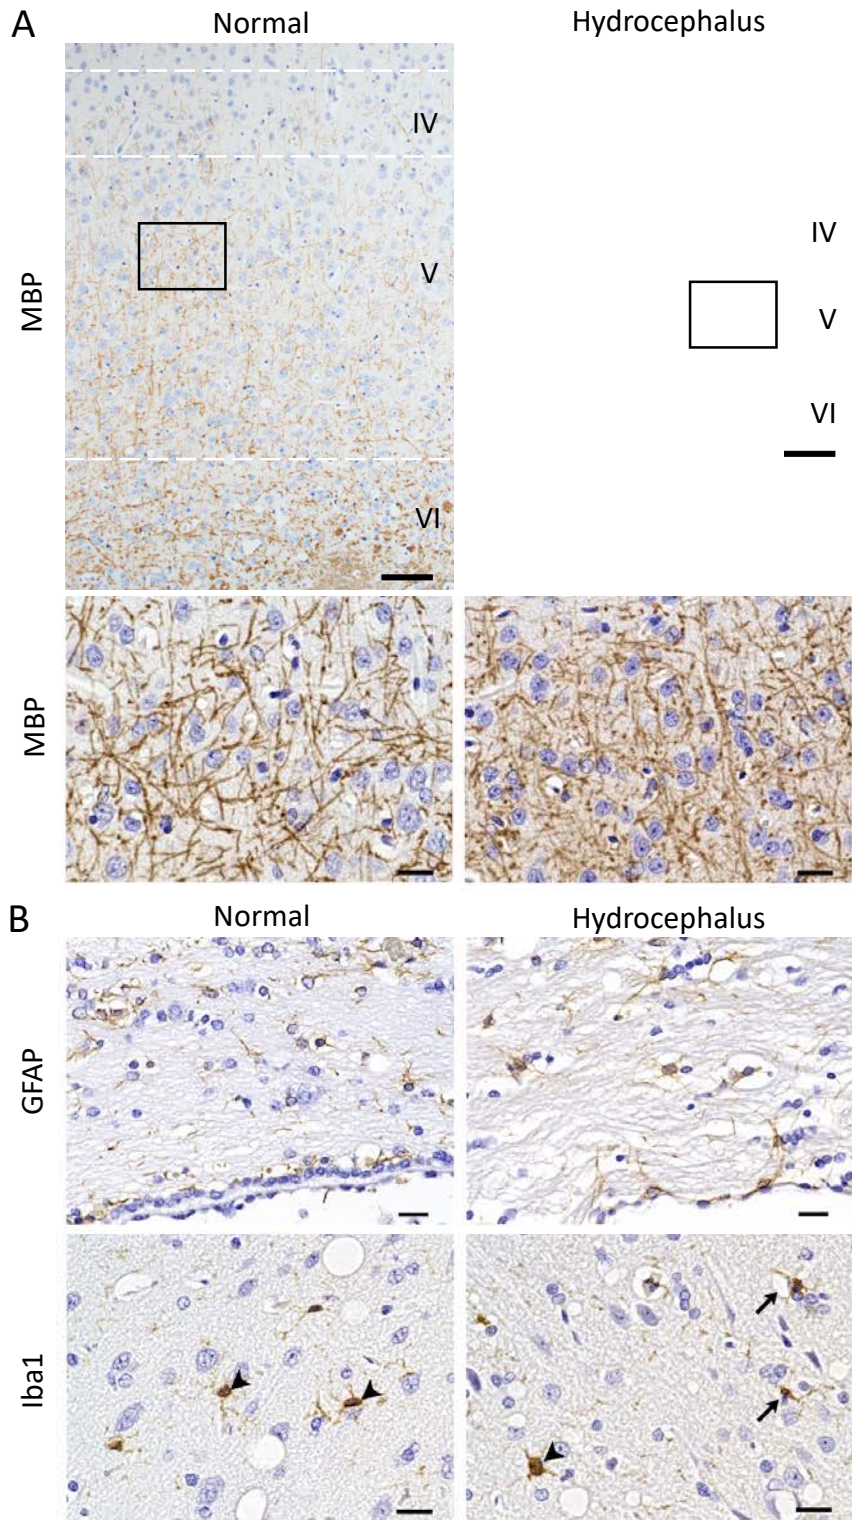 A
Normal
Hydrocephalus
MBP
IV
V
VI
IV
V
VI
MBP
B
Normal
Hydrocephalus
GFAP
Iba1